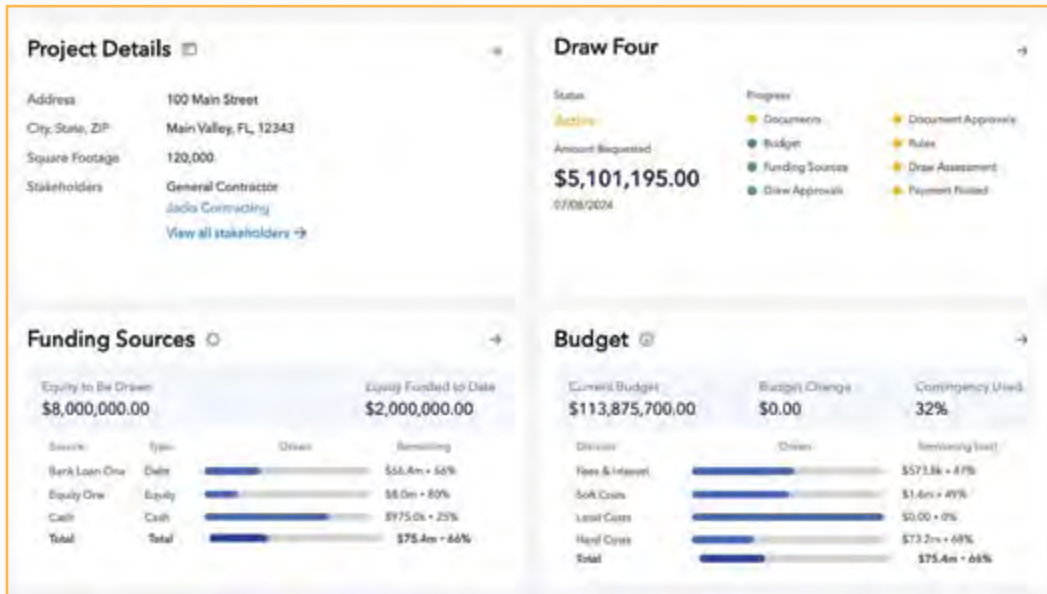 Project Details
Address 100 Main Street
City, State, ZIP Main Valley, FL, 12343
Square Footage 120,000
Stakeholders General Contractor
Jacks Contracting
View all stakeholders →
Draw Four
Status Progress
Active
Documents Document Approvals
Amount Requested
Budget Rules
$5,101,195.00
Funding Sources Draw Assessment
Draw Approvals Payment Posted
07/08/2024
Funding Sources
Equity to Be Drawn Equity Funded to Date
$8,000,000.00 $2,000,000.00
Source Type Drawn Remaining
Bank Loan One Debt 66%
Equity One Equity $8.0m • 80%
Cash Cash $975.0k • 25%
Total Total $75.4m • 66%
Budget
Current Budget Budget Change Contingency Used
$113,875,700.00 $0.00 32%
Division Drawn
Fees & Interest $573.8k • 47%
Soft Costs $1.6m • 49%
Land Costs $0.00 • 0%
Hard Costs $73.2m • 68%
Total $75.4m • 66%